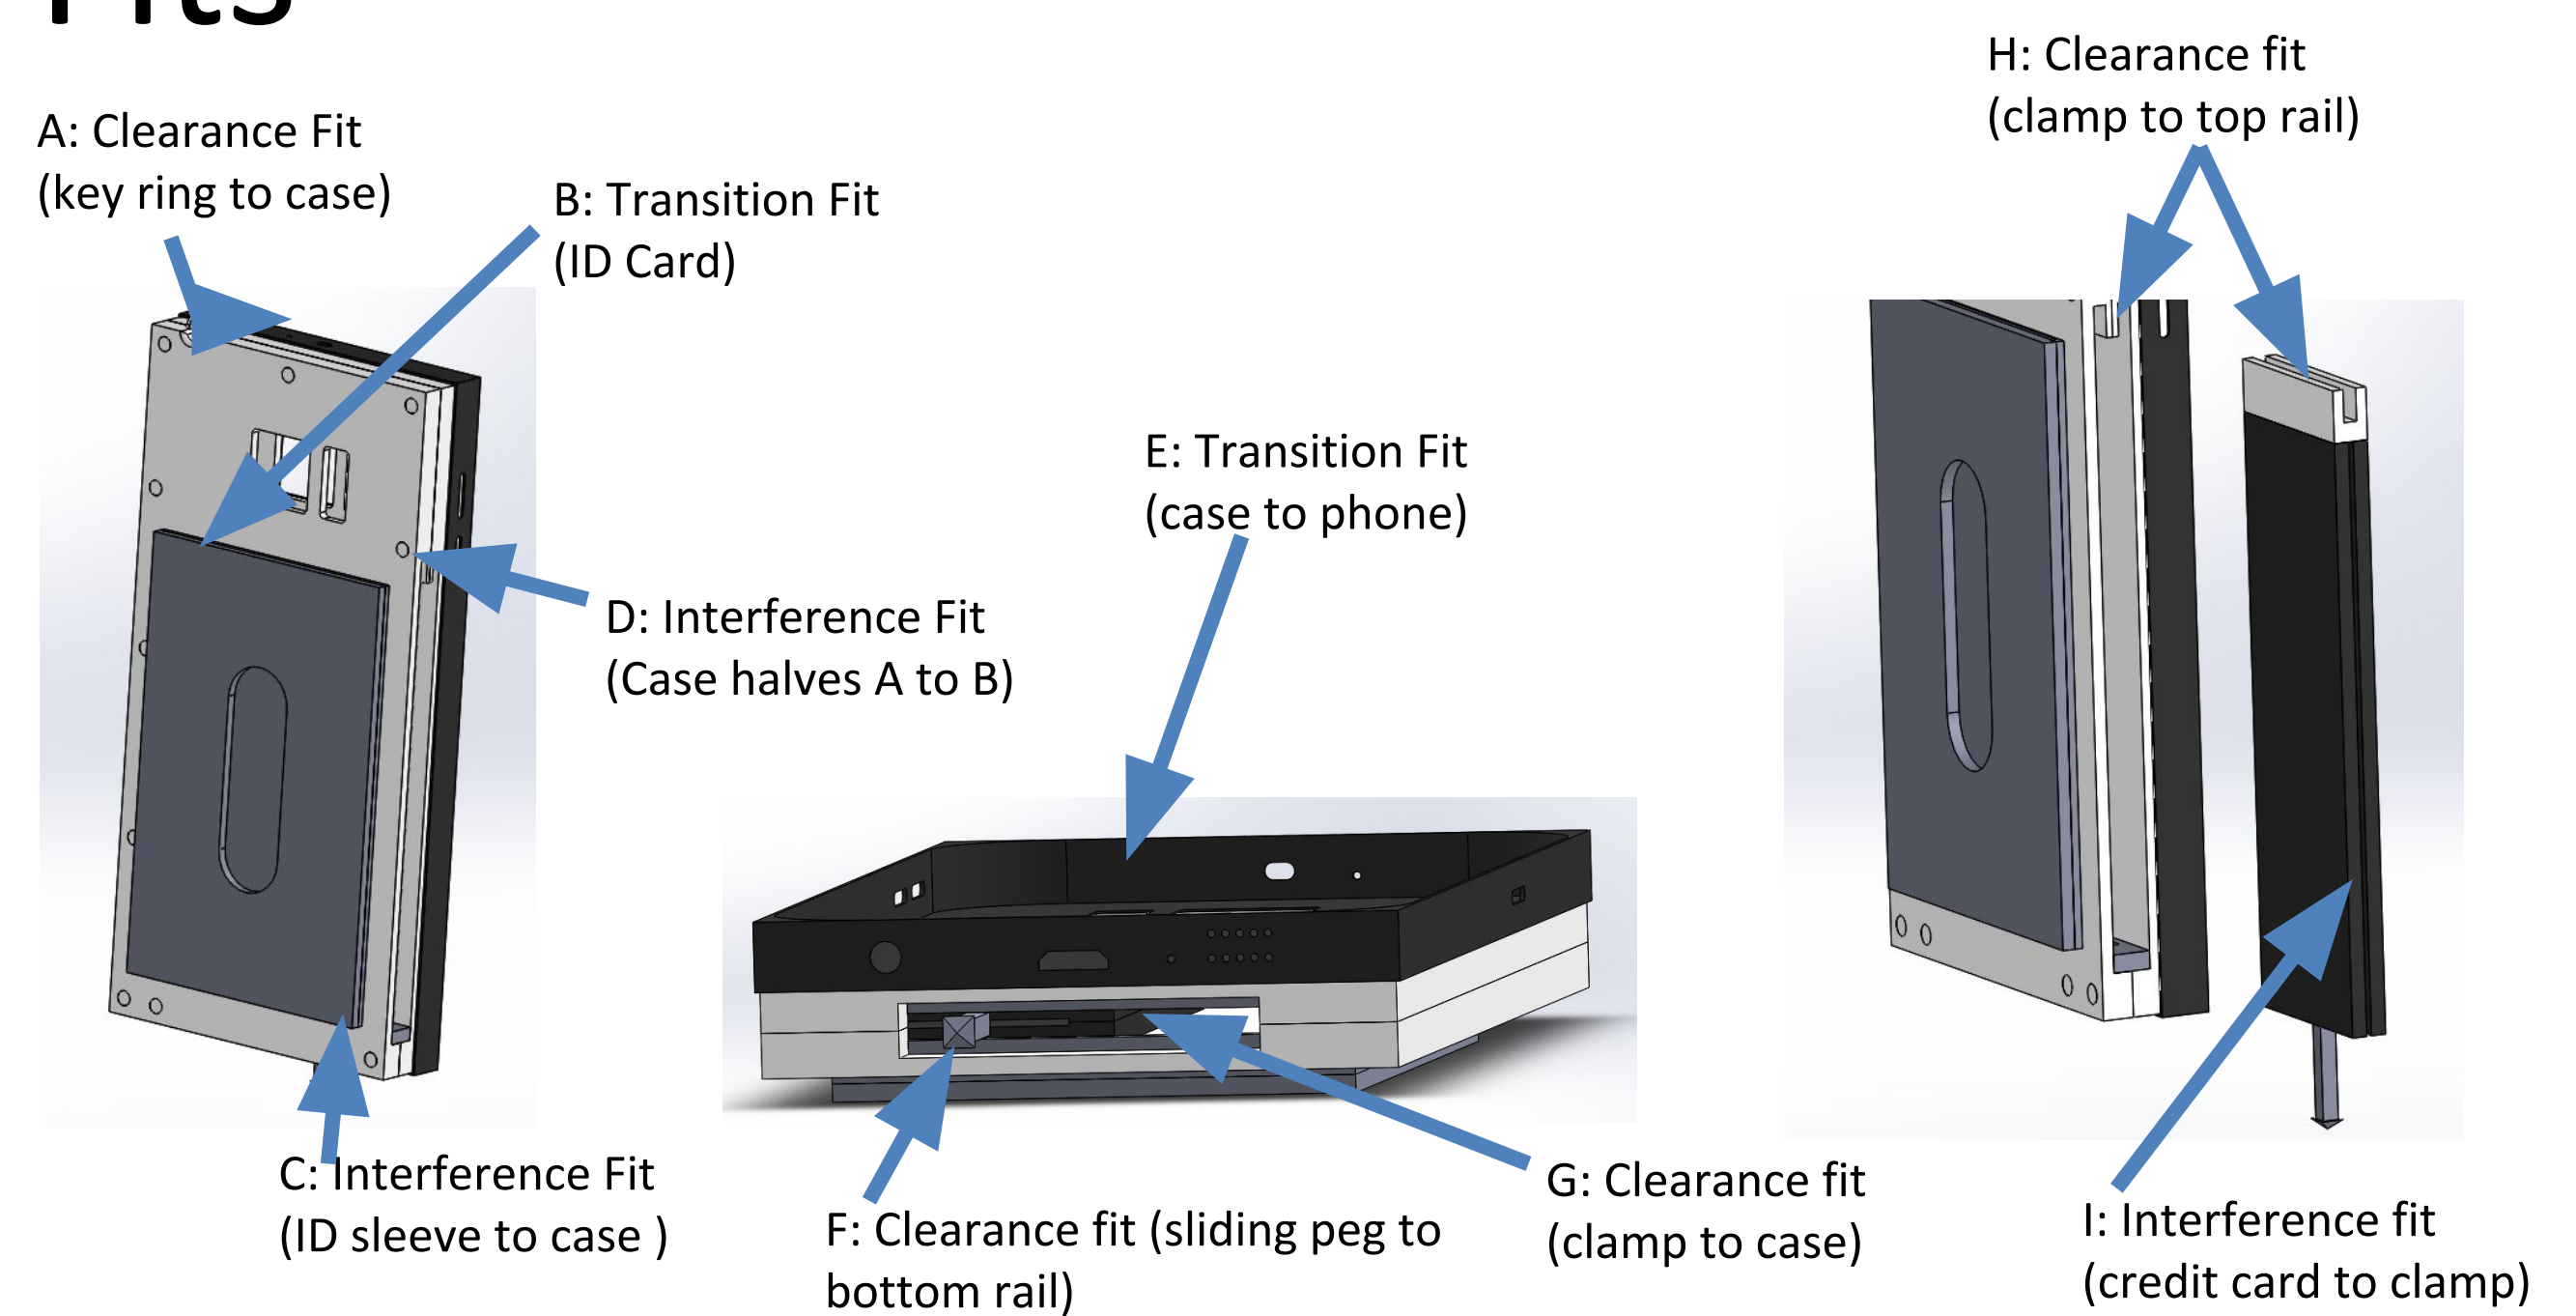 Fits
A: Clearance Fit
(key ring to case)
B: Transition Fit
(ID Card)
D: Interference Fit
(Case halves A to B)
C: Interference Fit
(ID sleeve to case )
E: Transition Fit
(case to phone)
F: Clearance fit (sliding peg to
bottom rail)
G: Clearance fit
(clamp to case)
H: Clearance fit
(clamp to top rail)
I: Interference fit
(credit card to clamp)